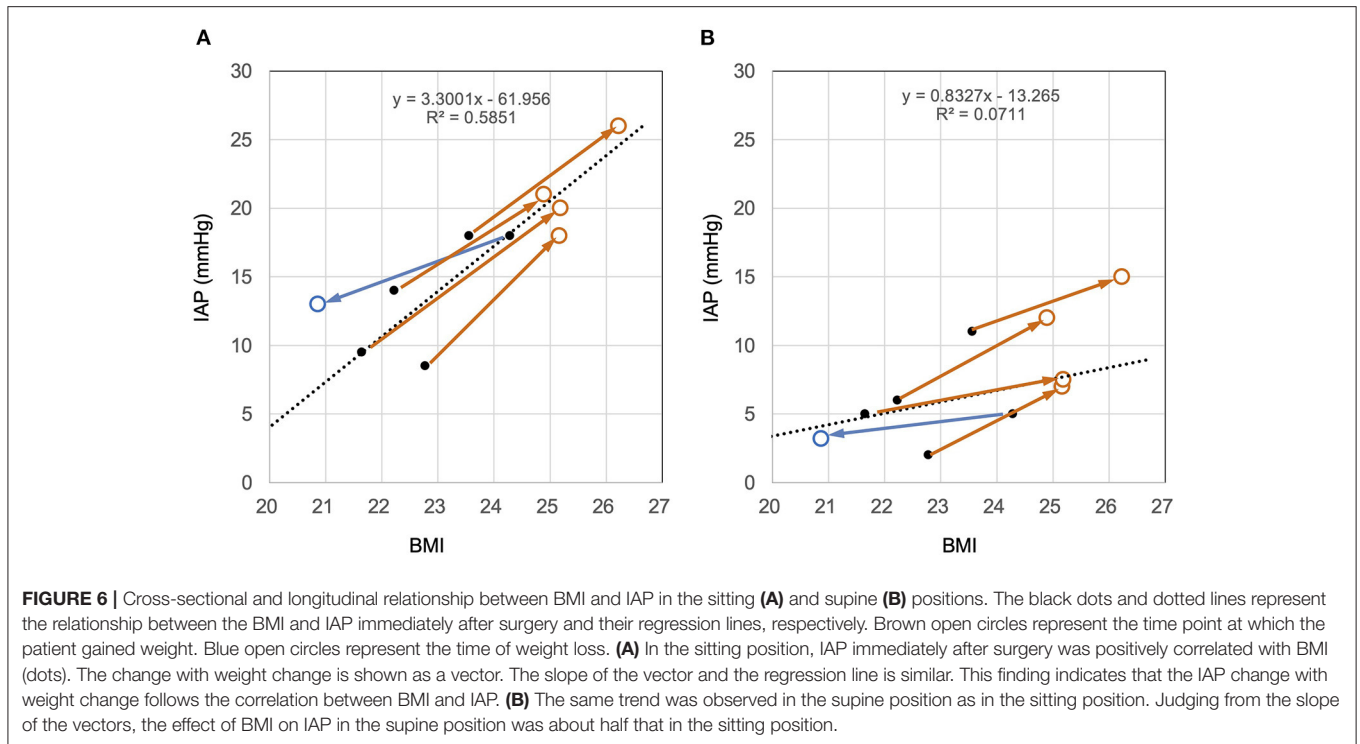 A
B
30
25
20
15
10
5
0
IAP (mmHg)
y = 3.3001x - 61.956
R² = 0.5851
20 21 22 23 24 25 26 27
BMI
30
25
20
15
10
5
0
IAP (mmHg)
y = 0.8327x - 13.265
R² = 0.0711
20 21 22 23 24 25 26 27
BMI
FIGURE 6 | Cross-sectional and longitudinal relationship between BMI and IAP in the sitting (A) and supine (B) positions. The black dots and dotted lines represent
the relationship between the BMI and IAP immediately after surgery and their regression lines, respectively. Brown open circles represent the time point at which the
patient gained weight. Blue open circles represent the time of weight loss. (A) In the sitting position, IAP immediately after surgery was positively correlated with BMI
(dots). The change with weight change is shown as a vector. The slope of the vector and the regression line is similar. This finding indicates that the IAP change with
weight change follows the correlation between BMI and IAP. (B) The same trend was observed in the supine position as in the sitting position. Judging from the slope
of the vectors, the effect of BMI on IAP in the supine position was about half that in the sitting position.